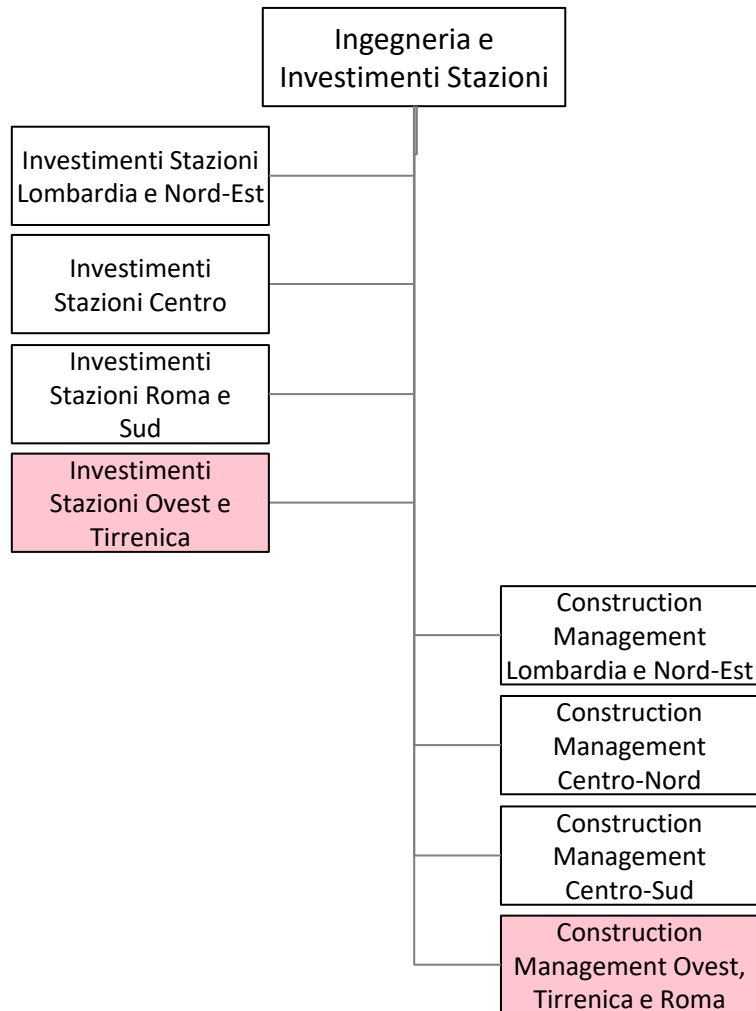 Ingegneria e
Investimenti Stazioni
Investimenti Stazioni
Lombardia e Nord-Est
Investimenti
Stazioni Centro
Investimenti
Stazioni Roma e
Sud
Investimenti
Stazioni Ovest e
Tirrenica
Construction
Management
Lombardia e Nord-Est
Construction
Management
Centro-Nord
Construction
Management
Centro-Sud
Construction
Management Ovest,
Tirrenica e Roma